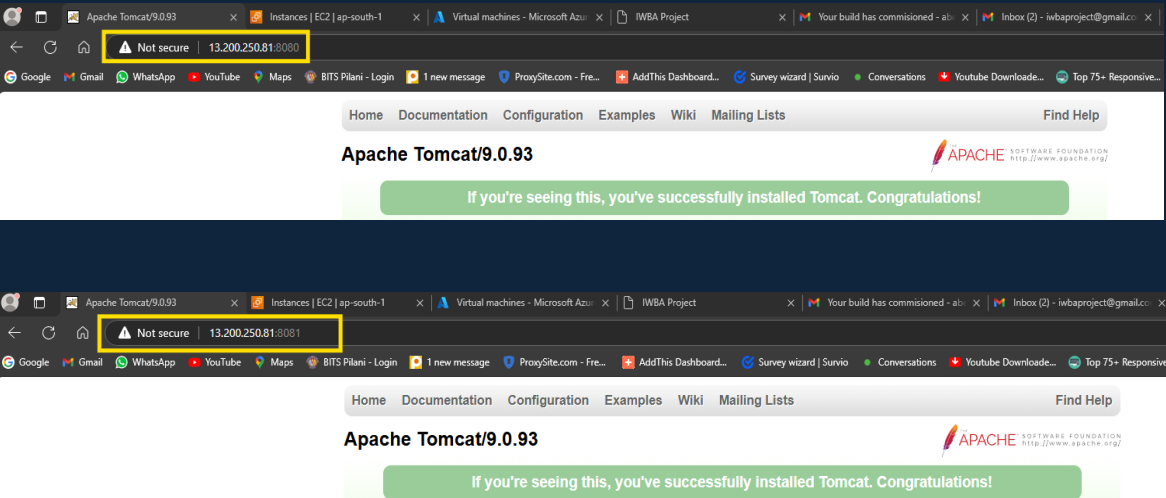 Apache Tomcat/9.0.93 Instances | EC2 | ap-south-1 Virtual machines - Microsoft Azur IWBA Project Your build has commisioned - ab Inbox (2) - iwbaproject@gmail.co
Not secure 13.200.250.81:8080
Google Gmail WhatsApp YouTube Maps BITS Pilani - Login 1 new message ProxySite.com - Fre... AddThis Dashboard... Survey wizard | Survio Conversations Youtube Downloade... Top 75+ Responsive...
Home Documentation Configuration Examples Wiki Mailing Lists Find Help
Apache Tomcat/9.0.93
THE
APACHE SOFTWARE FOUNDATION
http://www.apache.org/
If you're seeing this, you've successfully installed Tomcat. Congratulations!
Apache Tomcat/9.0.93 Instances | EC2 | ap-south-1 Virtual machines - Microsoft Azur IWBA Project Your build has commisioned - ab Inbox (2) - iwbaproject@gmail.co
Not secure 13.200.250.81:8081
Google Gmail WhatsApp YouTube Maps BITS Pilani - Login 1 new message ProxySite.com - Fre... AddThis Dashboard... Survey wizard | Survio Conversations Youtube Downloade... Top 75+ Responsive
Home Documentation Configuration Examples Wiki Mailing Lists Find Help
Apache Tomcat/9.0.93
THE
APACHE SOFTWARE FOUNDATION
http://www.apache.org/
If you're seeing this, you've successfully installed Tomcat. Congratulations!